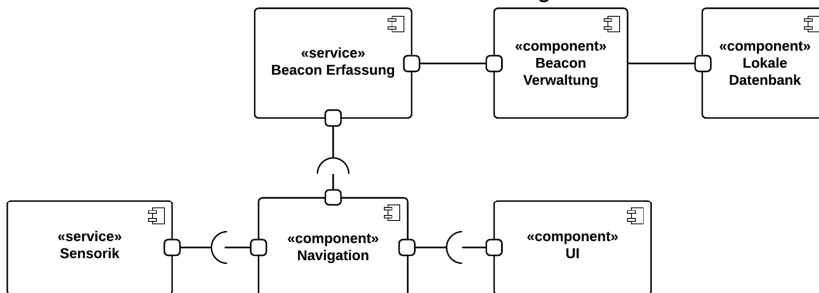 «service»
Beacon Erfassung
«component»
Beacon
Verwaltung
«component»
Lokale
Datenbank
«service»
Sensorik
«component»
Navigation
«component»
UI